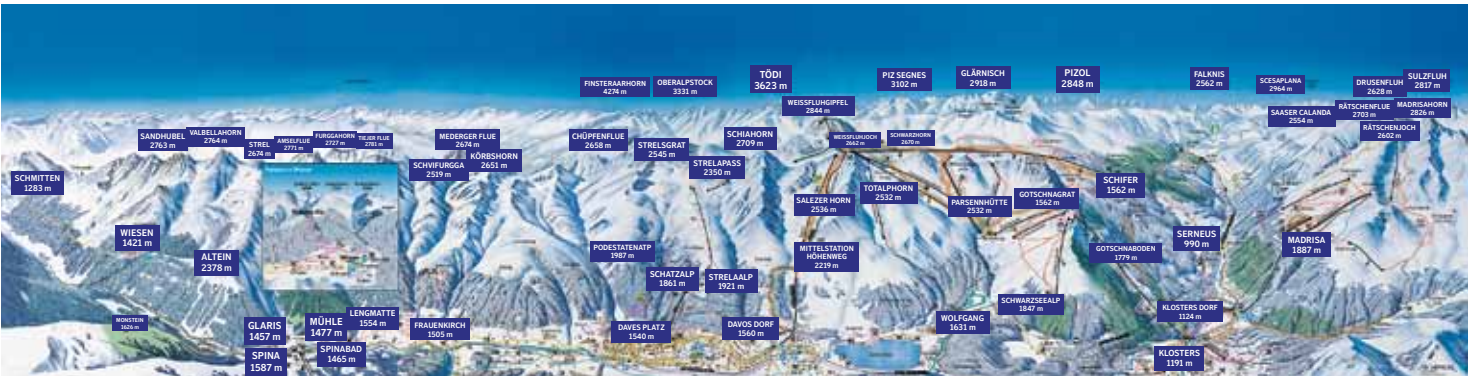 FINSTERAARHORN
4274 m
OBERALPSTOCK
3331 m
TÖDI
3623 m
PIZ SEGNES
3102 m
GLÄRNISCH
2918 m
PIZOL
2848 m
FALKNIS
2562 m
SCESAPLANA
2964 m
DRUSENFLUH
2628 m
SULZFLUH
2817 m
WEISSFLUHGIPFEL
2844 m
SAASER CALANDA
2554 m
RÄTSCHENFLUE
2703 m
MADRISAHORN
2826 m
RÄTSCHENJOCH
2602 m
SANDHUBEL
2763 m
VALBELLAHORN
2764 m
STREL
2674 m
AMSELFLUE
2771 m
FURGGAHORN
2727 m
TIEJER FLUE
2781 m
MEDERGER FLUE
2674 m
CHÜPFENFLUE
2658 m
STRELSGRAT
2545 m
SCHIAHORN
2709 m
WEISSFLUHJOCH
2662 m
SCHWARZHORN
2670 m
SCHMITTEN
1283 m
SCHVIFURGGA
2519 m
KÖRBSHORN
2651 m
STRELAPASS
2350 m
SCHIFER
1562 m
SALEZER HORN
2536 m
TOTALPHORN
2532 m
PARSENNHÜTTE
2532 m
GOTSCHNAGRAT
1562 m
WIESEN
1421 m
ALTEIN
2378 m
PODESTATENATP
1987 m
MITTELSTATION
HÖHENWEG
2219 m
GOTSCHNABODEN
1779 m
SERNEUS
990 m
MADRISA
1887 m
SCHATZALP
1861 m
STRELAALP
1921 m
SCHWARZSEEALP
1847 m
KLOSTERS DORF
1124 m
MONSTEIN
1626 m
GLARIS
1457 m
MÜHLE
1477 m
LENGMATTE
1554 m
FRAUENKIRCH
1505 m
DAVES PLATZ
1540 m
DAVOS DORF
1560 m
WOLFGANG
1631 m
SPINA
1587 m
SPINABAD
1465 m
KLOSTERS
1191 m